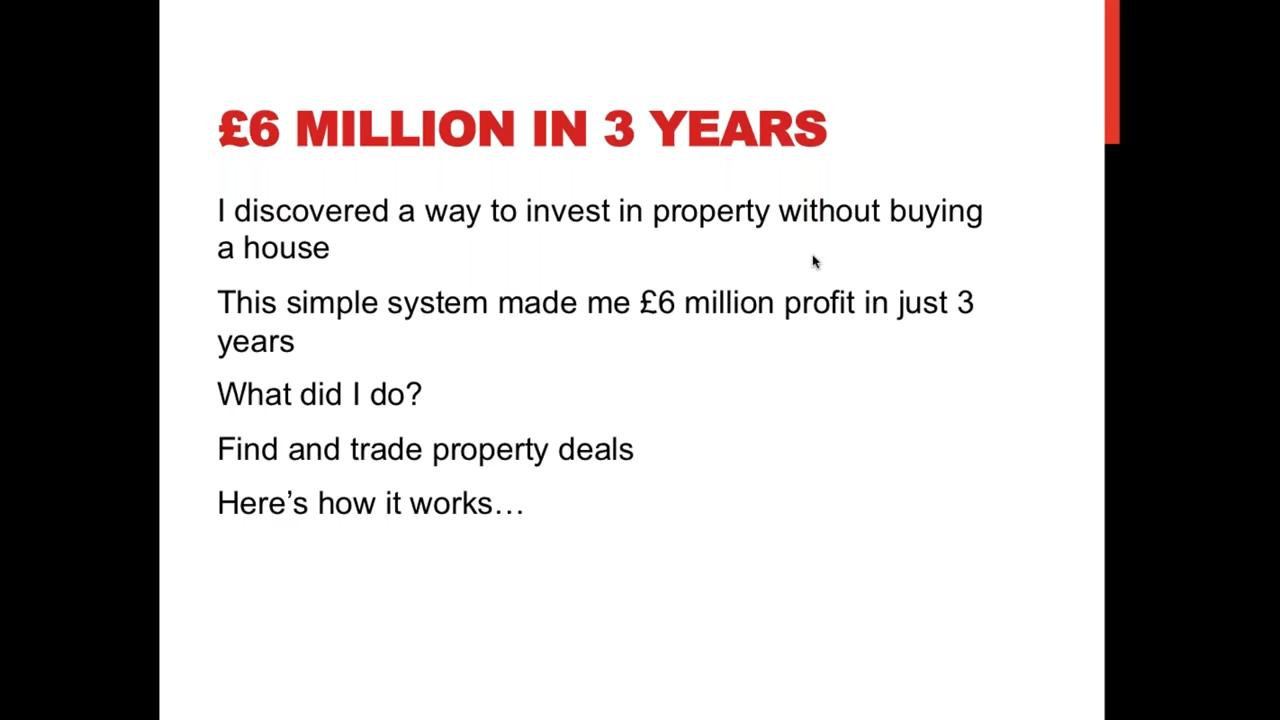 £6 MILLION IN 3 YEARS
I discovered a way to invest in property without buying
a house
This simple system made me £6 million profit in just 3
years
What did I do?
Find and trade property deals
Here’s how it works…